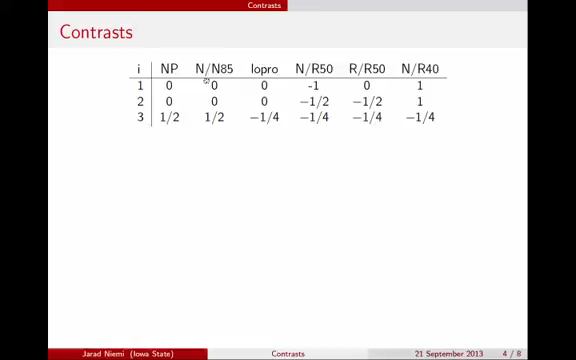 Contrasts
Contrasts
i NP N/N85 lopro N/R50 R/R50 N/R40
1 0 0 0 -1 0 1
2 0 0 0 −1/2 −1/2 1
3 1/2 1/2 −1/4 −1/4 −1/4 −1/4
Jarad Niemi (Iowa State) Contrasts 21 September 2013 4 / 8